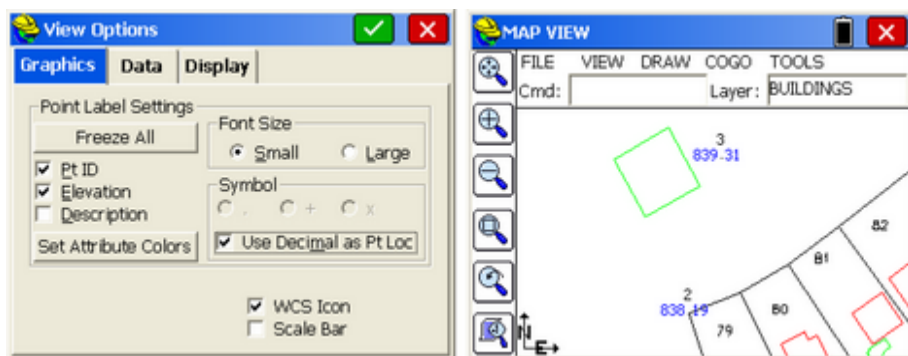 View Options
Graphics Data Display
Point Label Settings
Freeze All
Pt ID
Elevation
Description
Set Attribute Colors
Font Size
Small Large
Symbol
. + x
Use Decimal as Pt Loc
WCS Icon
Scale Bar
MAP VIEW
FILE VIEW DRAW COGO TOOLS
Cmd: Layer: BUILDINGS
3
839.31
82
81
2
838.19
80
79
N
E